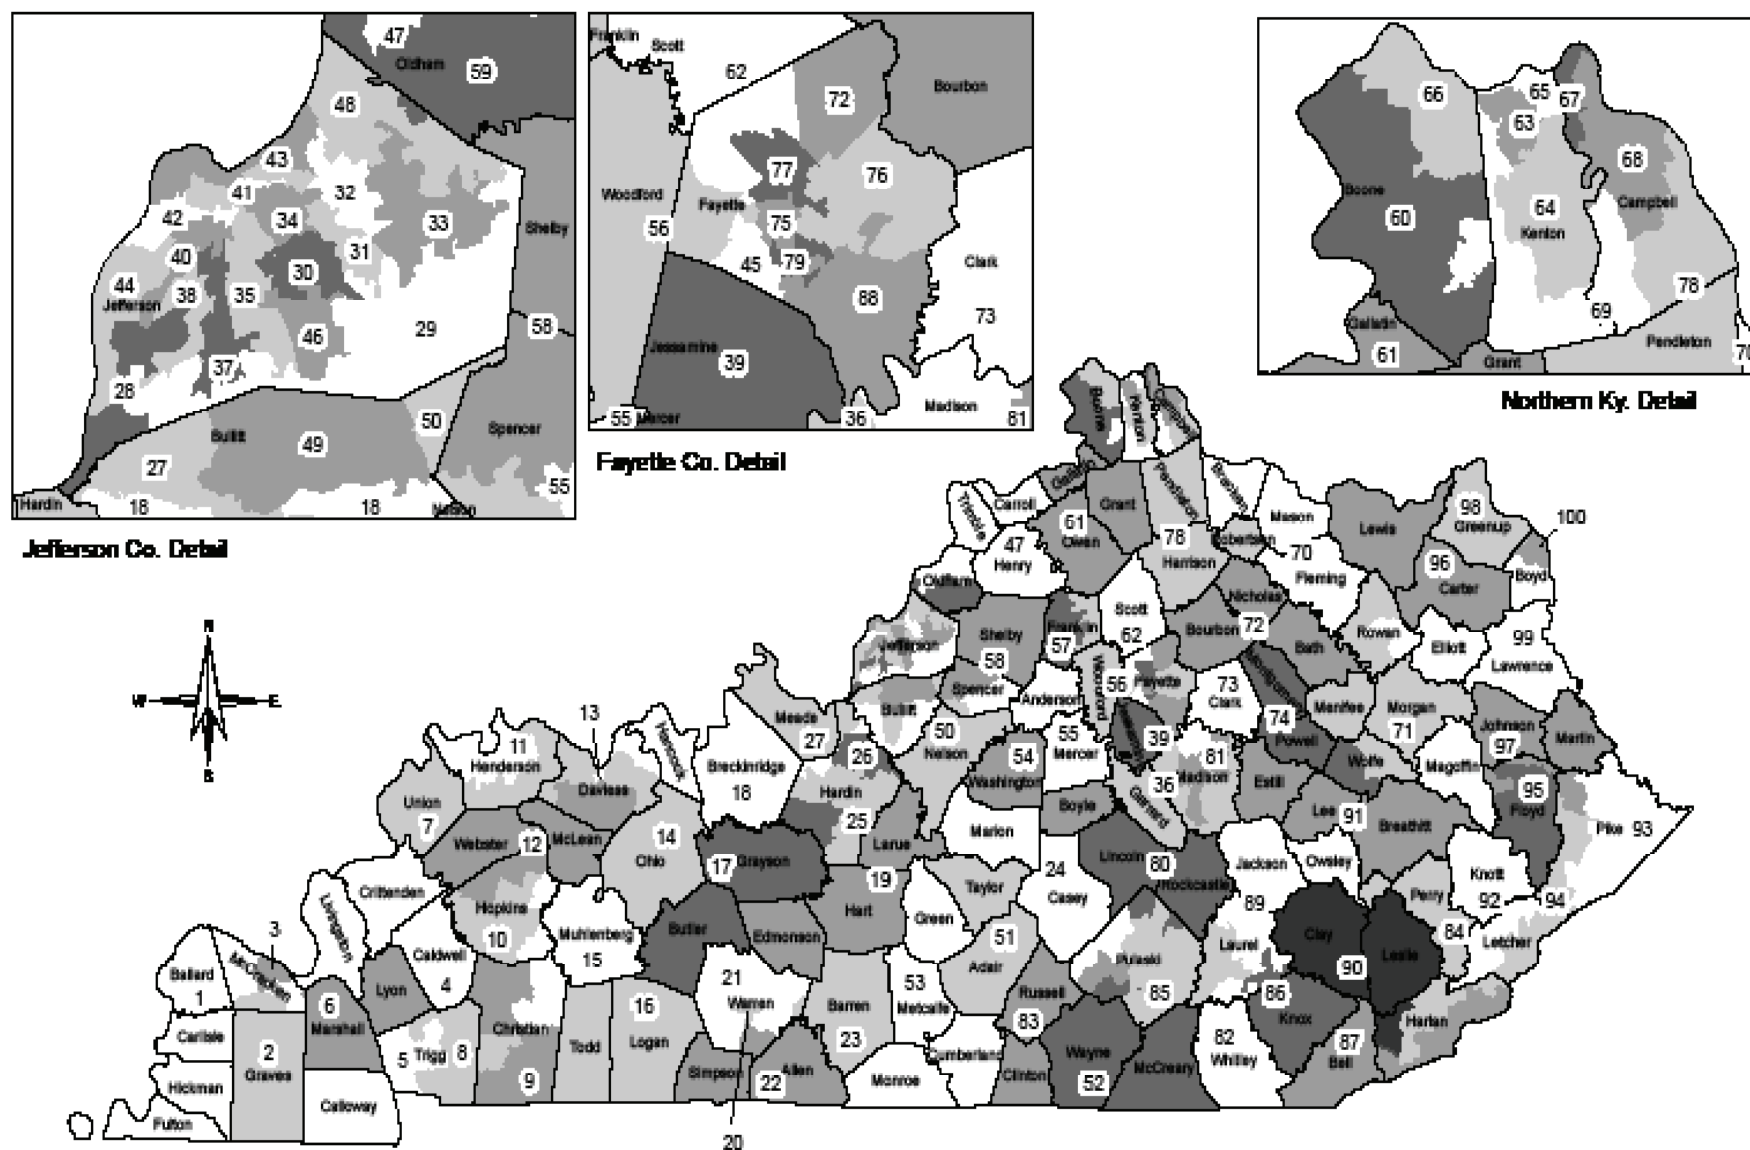 47
Oldham
59
48
43
41
32
42
34
33
Shelby
40
31
30
44
38
35
Jefferson
46
29
58
37
28
50
Bullitt
49
Spencer
27
55
Hardin
18
18
Nelson
Jefferson Co. Detail
Franklin
Scott
62
72
Bourbon
77
76
Woodford
Fayette
75
56
45
79
Clark
88
73
Jessamine
39
55
Mercer
36
Madison
81
Fayette Co. Detail
66
65
67
63
68
Boone
60
64
Campbell
Kenton
78
69
Gallatin
61
Grant
Pendleton
70
Northern Ky. Detail
N
W
E
S
Boone
Kenton
Campbell
Gallatin
Carroll
Trimble
Grant
Pendleton
Bracken
Mason
Lewis
98
Greenup
100
61
Owen
47
Henry
78
Harrison
Robertson
70
Fleming
96
Carter
Boyd
Oldham
Scott
62
Nicholas
Bourbon
72
Rowan
Elliott
99
Lawrence
Jefferson
Shelby
58
Franklin
57
Bath
Woodford
56
Fayette
Montgomery
73
Clark
Spencer
Anderson
Menifee
Morgan
71
Johnson
97
Martin
Bullitt
50
Nelson
Meade
27
13
Hancock
11
Henderson
Breckinridge
18
26
54
Washington
55
Mercer
39
Jessamine
81
Madison
36
Garrard
74
Powell
Wolfe
Magoffin
95
Floyd
Pike
93
Union
7
Daviess
Hardin
25
Estill
Lee
91
Breathitt
Boyle
Marion
Webster
12
McLean
14
Ohio
17
Grayson
Larue
19
Hart
24
Casey
Lincoln
80
Rockcastle
Jackson
Owsley
Knott
92
94
Perry
84
Letcher
Crittenden
Livingston
Hopkins
10
Muhlenberg
15
Butler
Edmonson
Green
Taylor
51
Adair
89
Laurel
Clay
90
Leslie
3
McCracken
Ballard
1
Caldwell
4
Lyon
6
Marshall
21
Warren
Barren
23
53
Metcalfe
Russell
83
Pulaski
85
86
Knox
Harlan
Carlisle
2
Graves
5
Trigg
8
Christian
9
Todd
16
Logan
Simpson
22
Allen
Monroe
Cumberland
Clinton
Wayne
52
McCreary
82
Whitley
87
Bell
Hickman
Fulton
Calloway
20